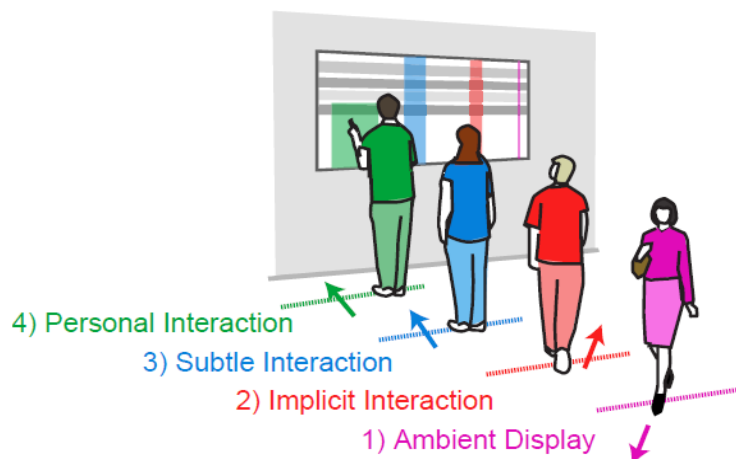 4) Personal Interaction
3) Subtle Interaction
2) Implicit Interaction
1) Ambient Display